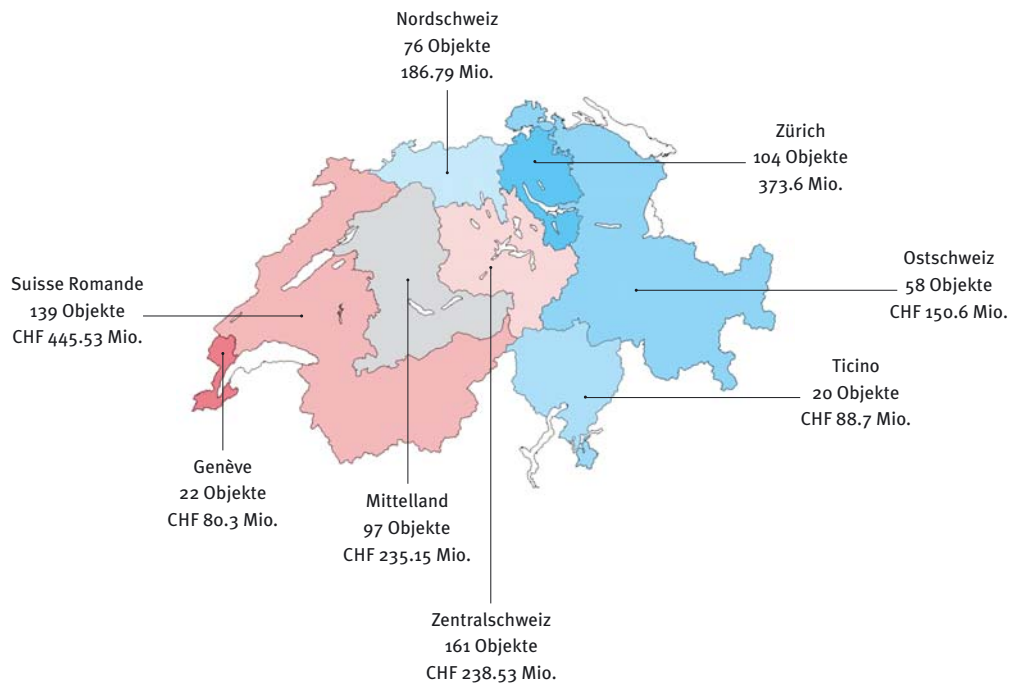 Nordschweiz
76 Objekte
186.79 Mio.
Zürich
104 Objekte
373.6 Mio.
Ostschweiz
58 Objekte
CHF 150.6 Mio.
Suisse Romande
139 Objekte
CHF 445.53 Mio.
Ticino
20 Objekte
CHF 88.7 Mio.
Genève
22 Objekte
CHF 80.3 Mio.
Mittelland
97 Objekte
CHF 235.15 Mio.
Zentralschweiz
161 Objekte
CHF 238.53 Mio.